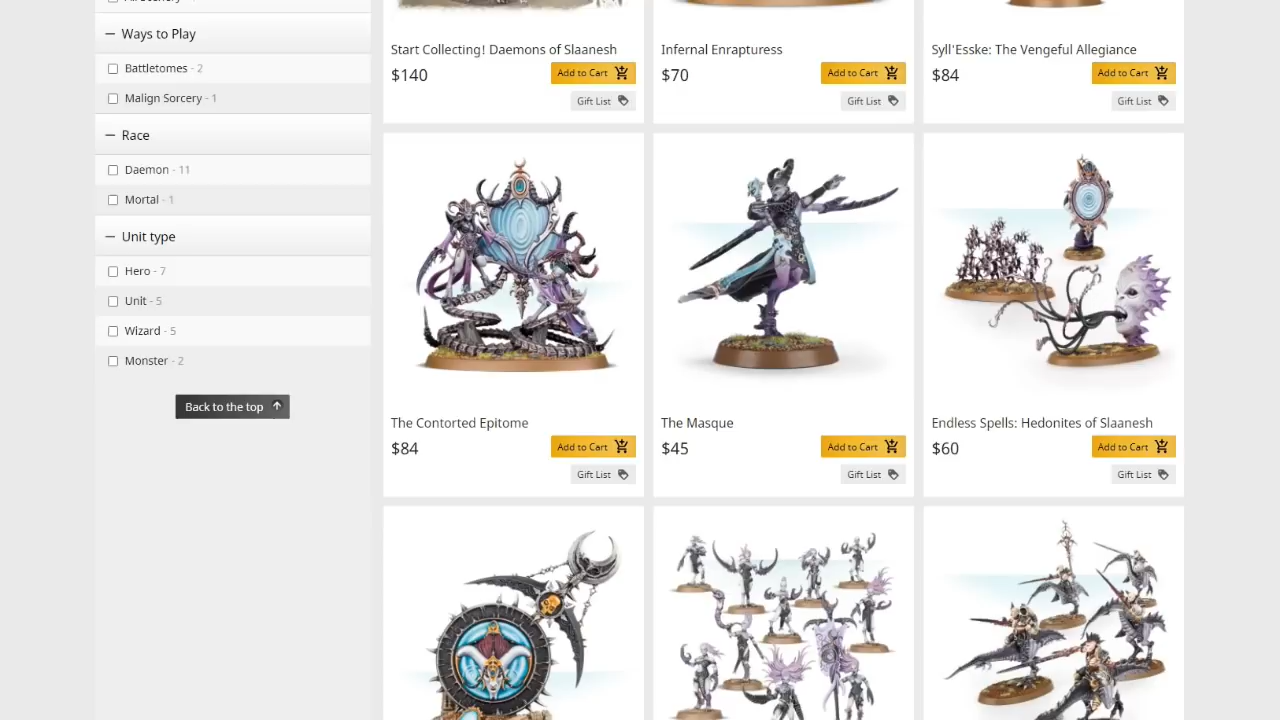 Ways to Play
Battletomes - 2
Malign Sorcery - 1
Race
Daemon - 11
Mortal - 1
Unit type
Hero - 7
Unit - 5
Wizard - 5
Monster - 2
Back to the top
Start Collecting! Daemons of Slaanesh
$140
Add to Cart
Gift List
Infernal Enrapturess
$70
Add to Cart
Gift List
Syll'Esske: The Vengeful Allegiance
$84
Add to Cart
Gift List
The Contorted Epitome
$84
Add to Cart
Gift List
The Masque
$45
Add to Cart
Gift List
Endless Spells: Hedonites of Slaanesh
$60
Add to Cart
Gift List